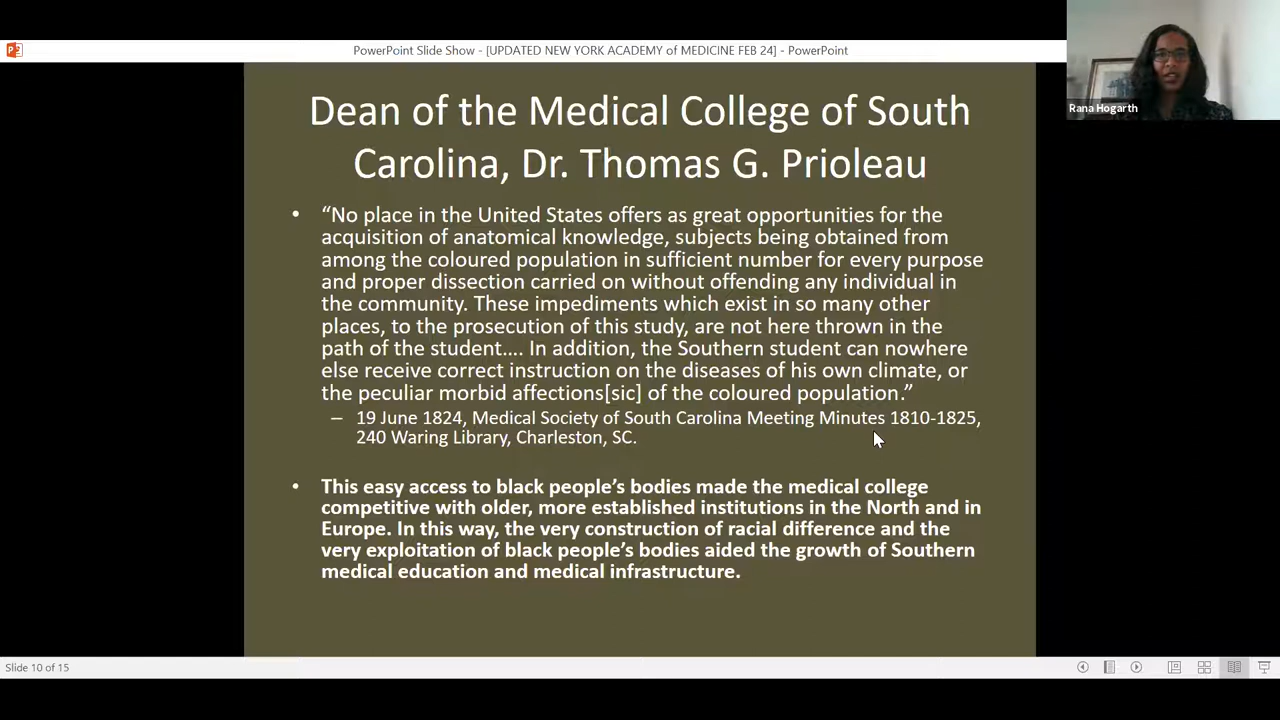 PowerPoint Slide Show - [UPDATED NEW YORK ACADEMY of MEDICINE FEB 24] - PowerPoint
Rana Hogarth
Dean of the Medical College of South
Carolina, Dr. Thomas G. Prioleau
• “No place in the United States offers as great opportunities for the
acquisition of anatomical knowledge, subjects being obtained from
among the coloured population in sufficient number for every purpose
and proper dissection carried on without offending any individual in
the community. These impediments which exist in so many other
places, to the prosecution of this study, are not here thrown in the
path of the student…. In addition, the Southern student can nowhere
else receive correct instruction on the diseases of his own climate, or
the peculiar morbid affections[sic] of the coloured population.”
– 19 June 1824, Medical Society of South Carolina Meeting Minutes 1810-1825,
240 Waring Library, Charleston, SC.
• This easy access to black people’s bodies made the medical college
competitive with older, more established institutions in the North and in
Europe. In this way, the very construction of racial difference and the
very exploitation of black people’s bodies aided the growth of Southern
medical education and medical infrastructure.
Slide 10 of 15